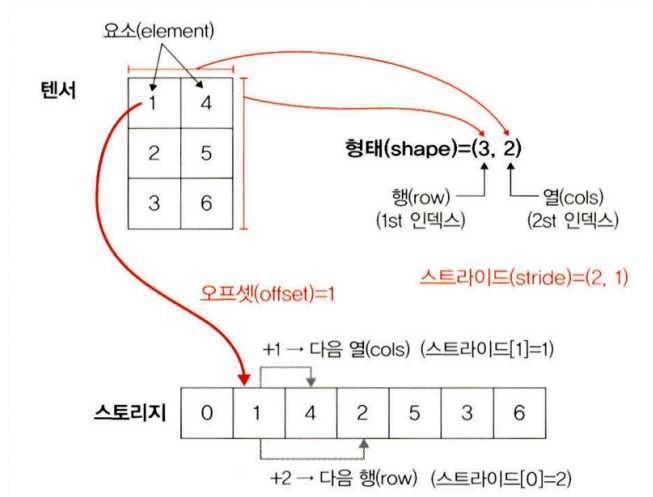 요소(element)
텐서
1 4
2 5
3 6
형태(shape)=(3, 2)
행(row) 열(cols)
(1st 인덱스) (2st 인덱스)
스트라이드(stride)=(2, 1)
오프셋(offset)=1
+1 → 다음 열(cols) (스트라이드[1]=1)
스토리지 0 1 4 2 5 3 6
+2 → 다음 행(row) (스트라이드[0]=2)